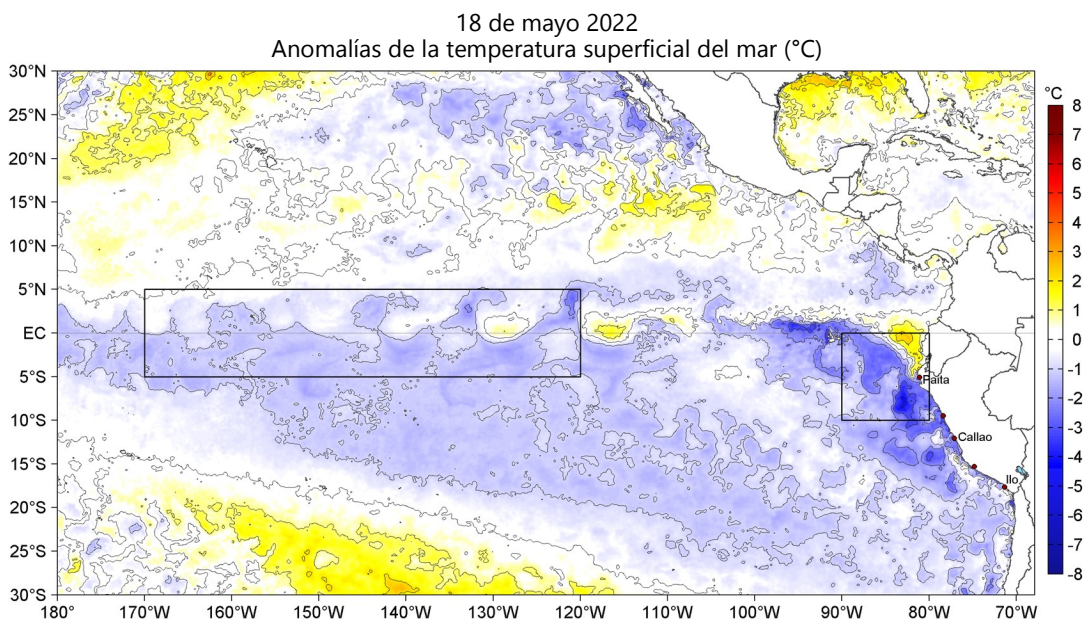 18 de mayo 2022
Anomalías de la temperatura superficial del mar (°C)
30°N
25°N
20°N
15°N
10°N
5°N
EC
5°S
10°S
15°S
20°S
25°S
30°S
180
170°W
160°W
150°W
140°W
130°W
120°W
110°W
100°W
90°W
80°W
70°W
Paita
Callao
Ilo
°C
8
7
6
5
4
3
2
1
0
-1
-2
-3
-4
-5
-6
-7
-8